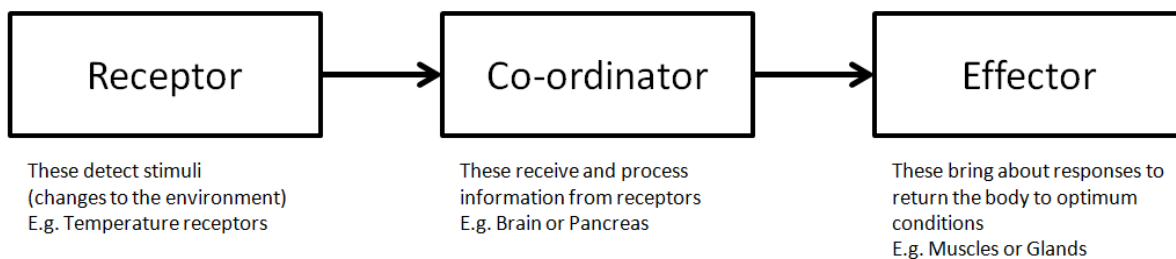 Receptor
Co-ordinator
Effector
These detect stimuli
(changes to the environment)
E.g. Temperature receptors
These receive and process
information from receptors
E.g. Brain or Pancreas
These bring about responses to
return the body to optimum
conditions
E.g. Muscles or Glands